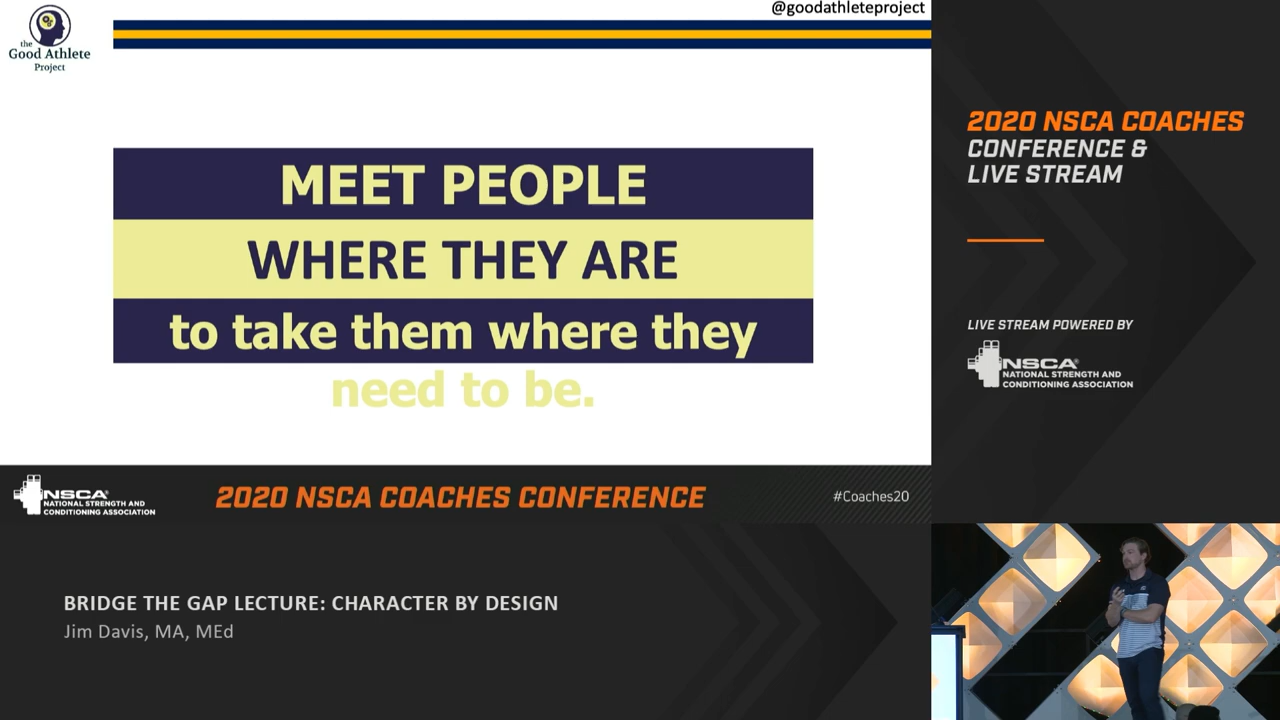 @goodathleteproject
the
Good Athlete
Project
MEET PEOPLE
WHERE THEY ARE
to take them where they
need to be.
NSCA®
NATIONAL STRENGTH AND
CONDITIONING ASSOCIATION
2020 NSCA COACHES CONFERENCE
#Coaches20
BRIDGE THE GAP LECTURE: CHARACTER BY DESIGN
Jim Davis, MA, MEd
2020 NSCA COACHES
CONFERENCE &
LIVE STREAM
LIVE STREAM POWERED BY
NSCA®
NATIONAL STRENGTH AND
CONDITIONING ASSOCIATION